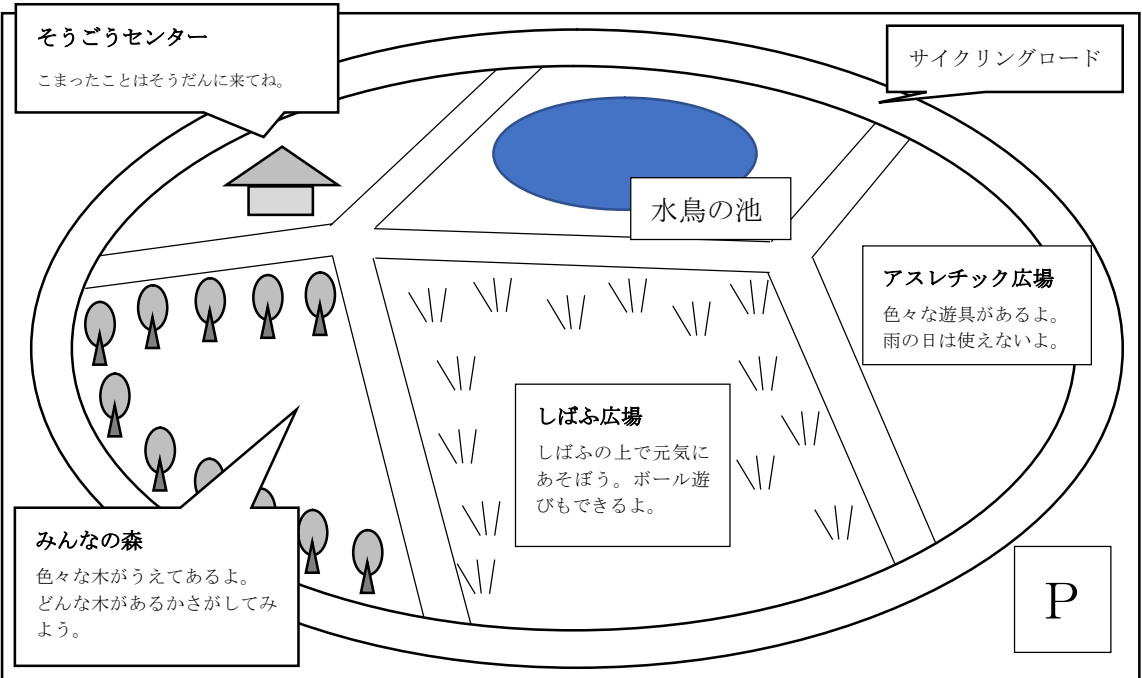 そうごうセンター
こまったことはそうだんに来てね。
サイクリングロード
水鳥の池
アスレチック広場
色々な遊具があるよ。
雨の日は使えないよ。
しばふ広場
しばふの上で元気に
あそぼう。ボール遊
びもできるよ。
みんなの森
色々な木がうえてあるよ。
どんな木があるかさがしてみ
よう。
P